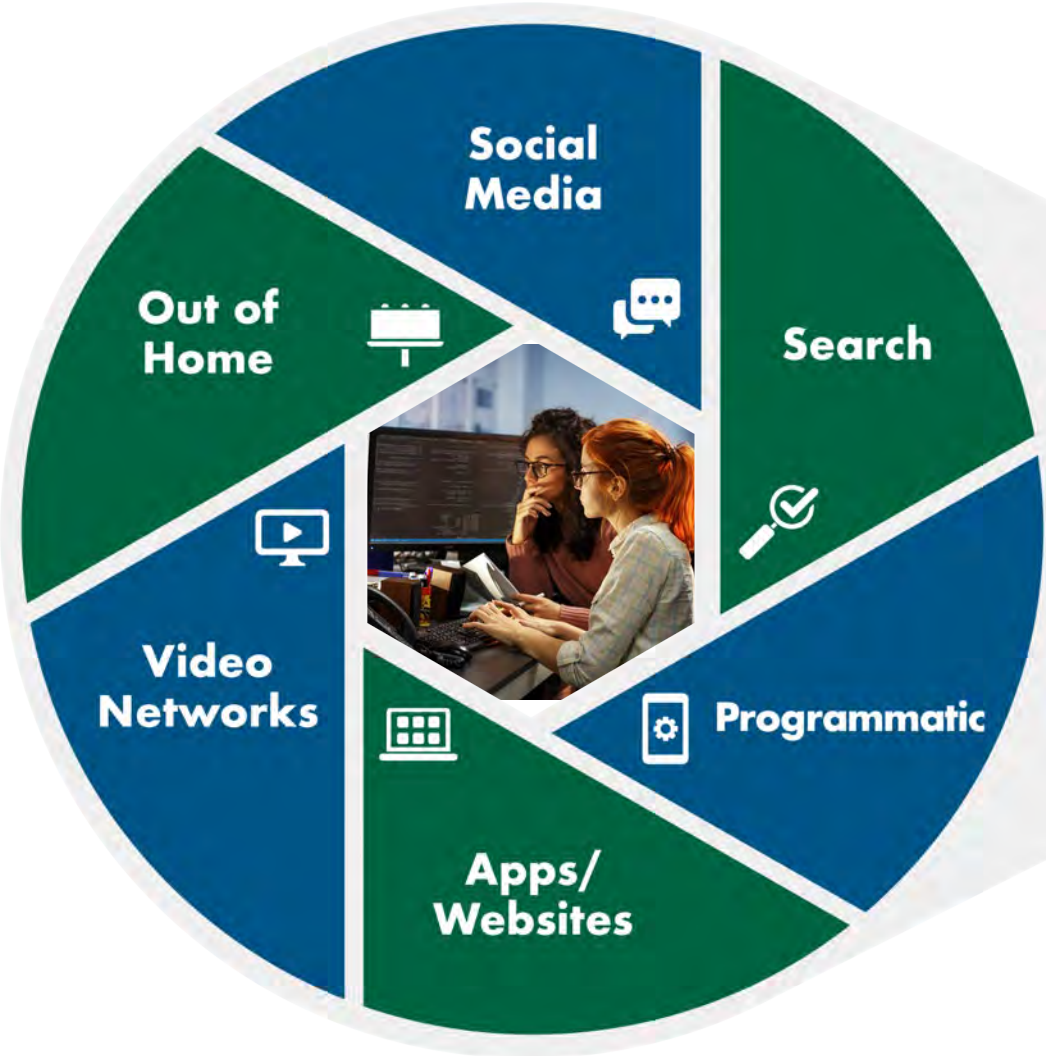 Social
Media
Search
Programmatic
Apps/
Websites
Video
Networks
Out of
Home